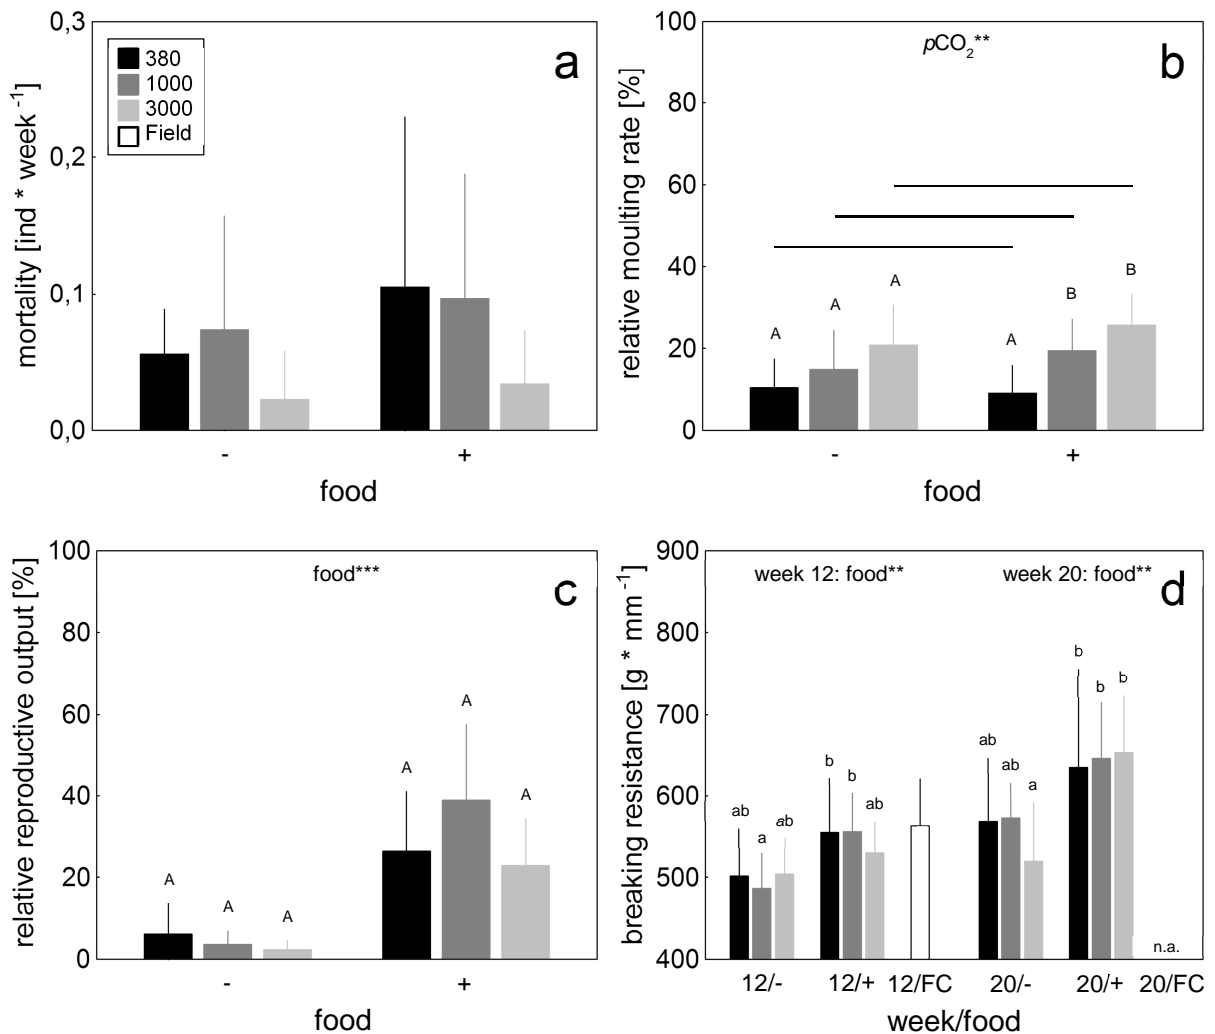 0,3
0,2
0,1
0,0
mortality [ind * week -1]
380
1000
3000
Field
a
- +
food
100
80
60
40
20
0
relative moulting rate [%]
pCO2**
b
A A A A B B
- +
food
100
80
60
40
20
0
relative reproductive output [%]
food***
c
A A A A A A
- +
food
900
800
700
600
500
400
breaking resistance [g * mm-1]
week 12: food** week 20: food**
d
ab a ab b b ab ab ab a b b b
n.a.
12/- 12/+ 12/FC 20/- 20/+ 20/FC
week/food